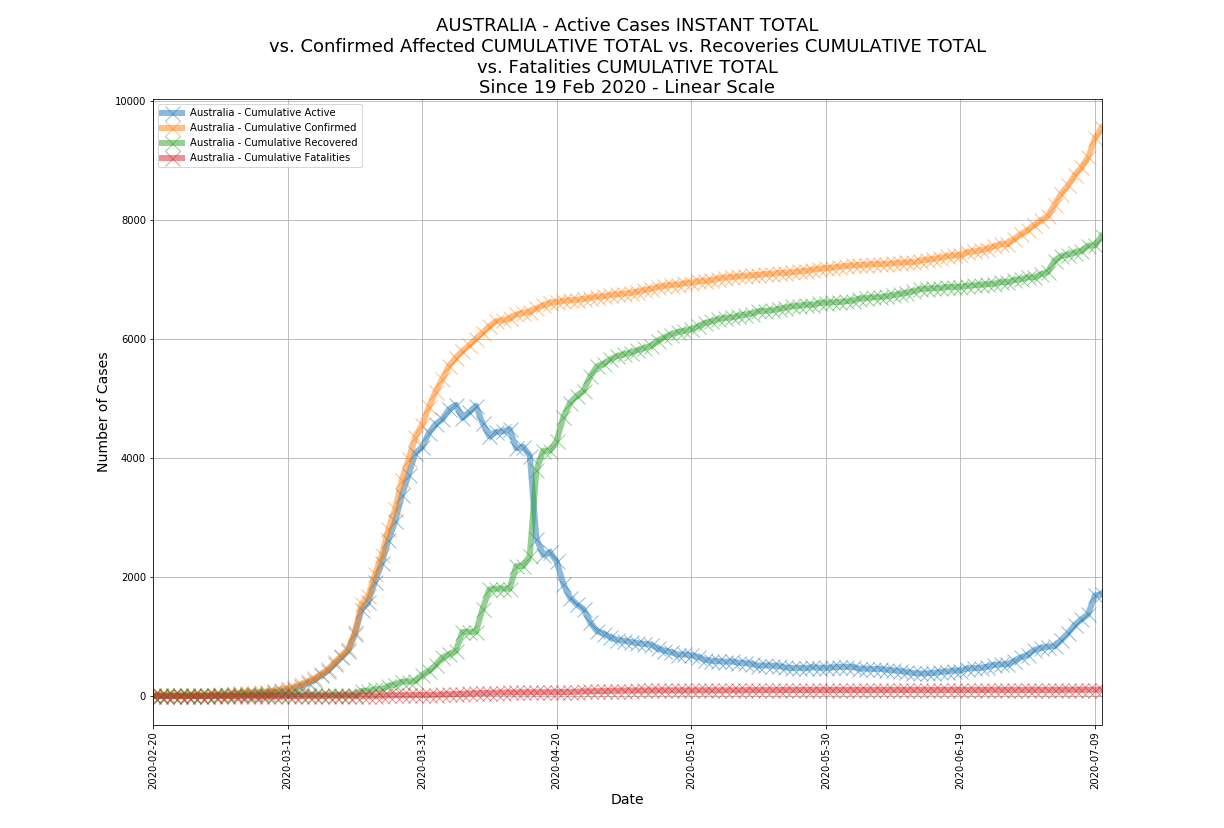 AUSTRALIA - Active Cases INSTANT TOTAL
vs. Confirmed Affected CUMULATIVE TOTAL vs. Recoveries CUMULATIVE TOTAL
vs. Fatalities CUMULATIVE TOTAL
Since 19 Feb 2020 - Linear Scale
Australia - Cumulative Active
Australia - Cumulative Confirmed
Australia - Cumulative Recovered
Australia - Cumulative Fatalities
Number of Cases
10000
8000
6000
4000
2000
0
2020-02-20
2020-03-11
2020-03-31
2020-04-20
2020-05-10
2020-05-30
2020-06-19
2020-07-09
Date